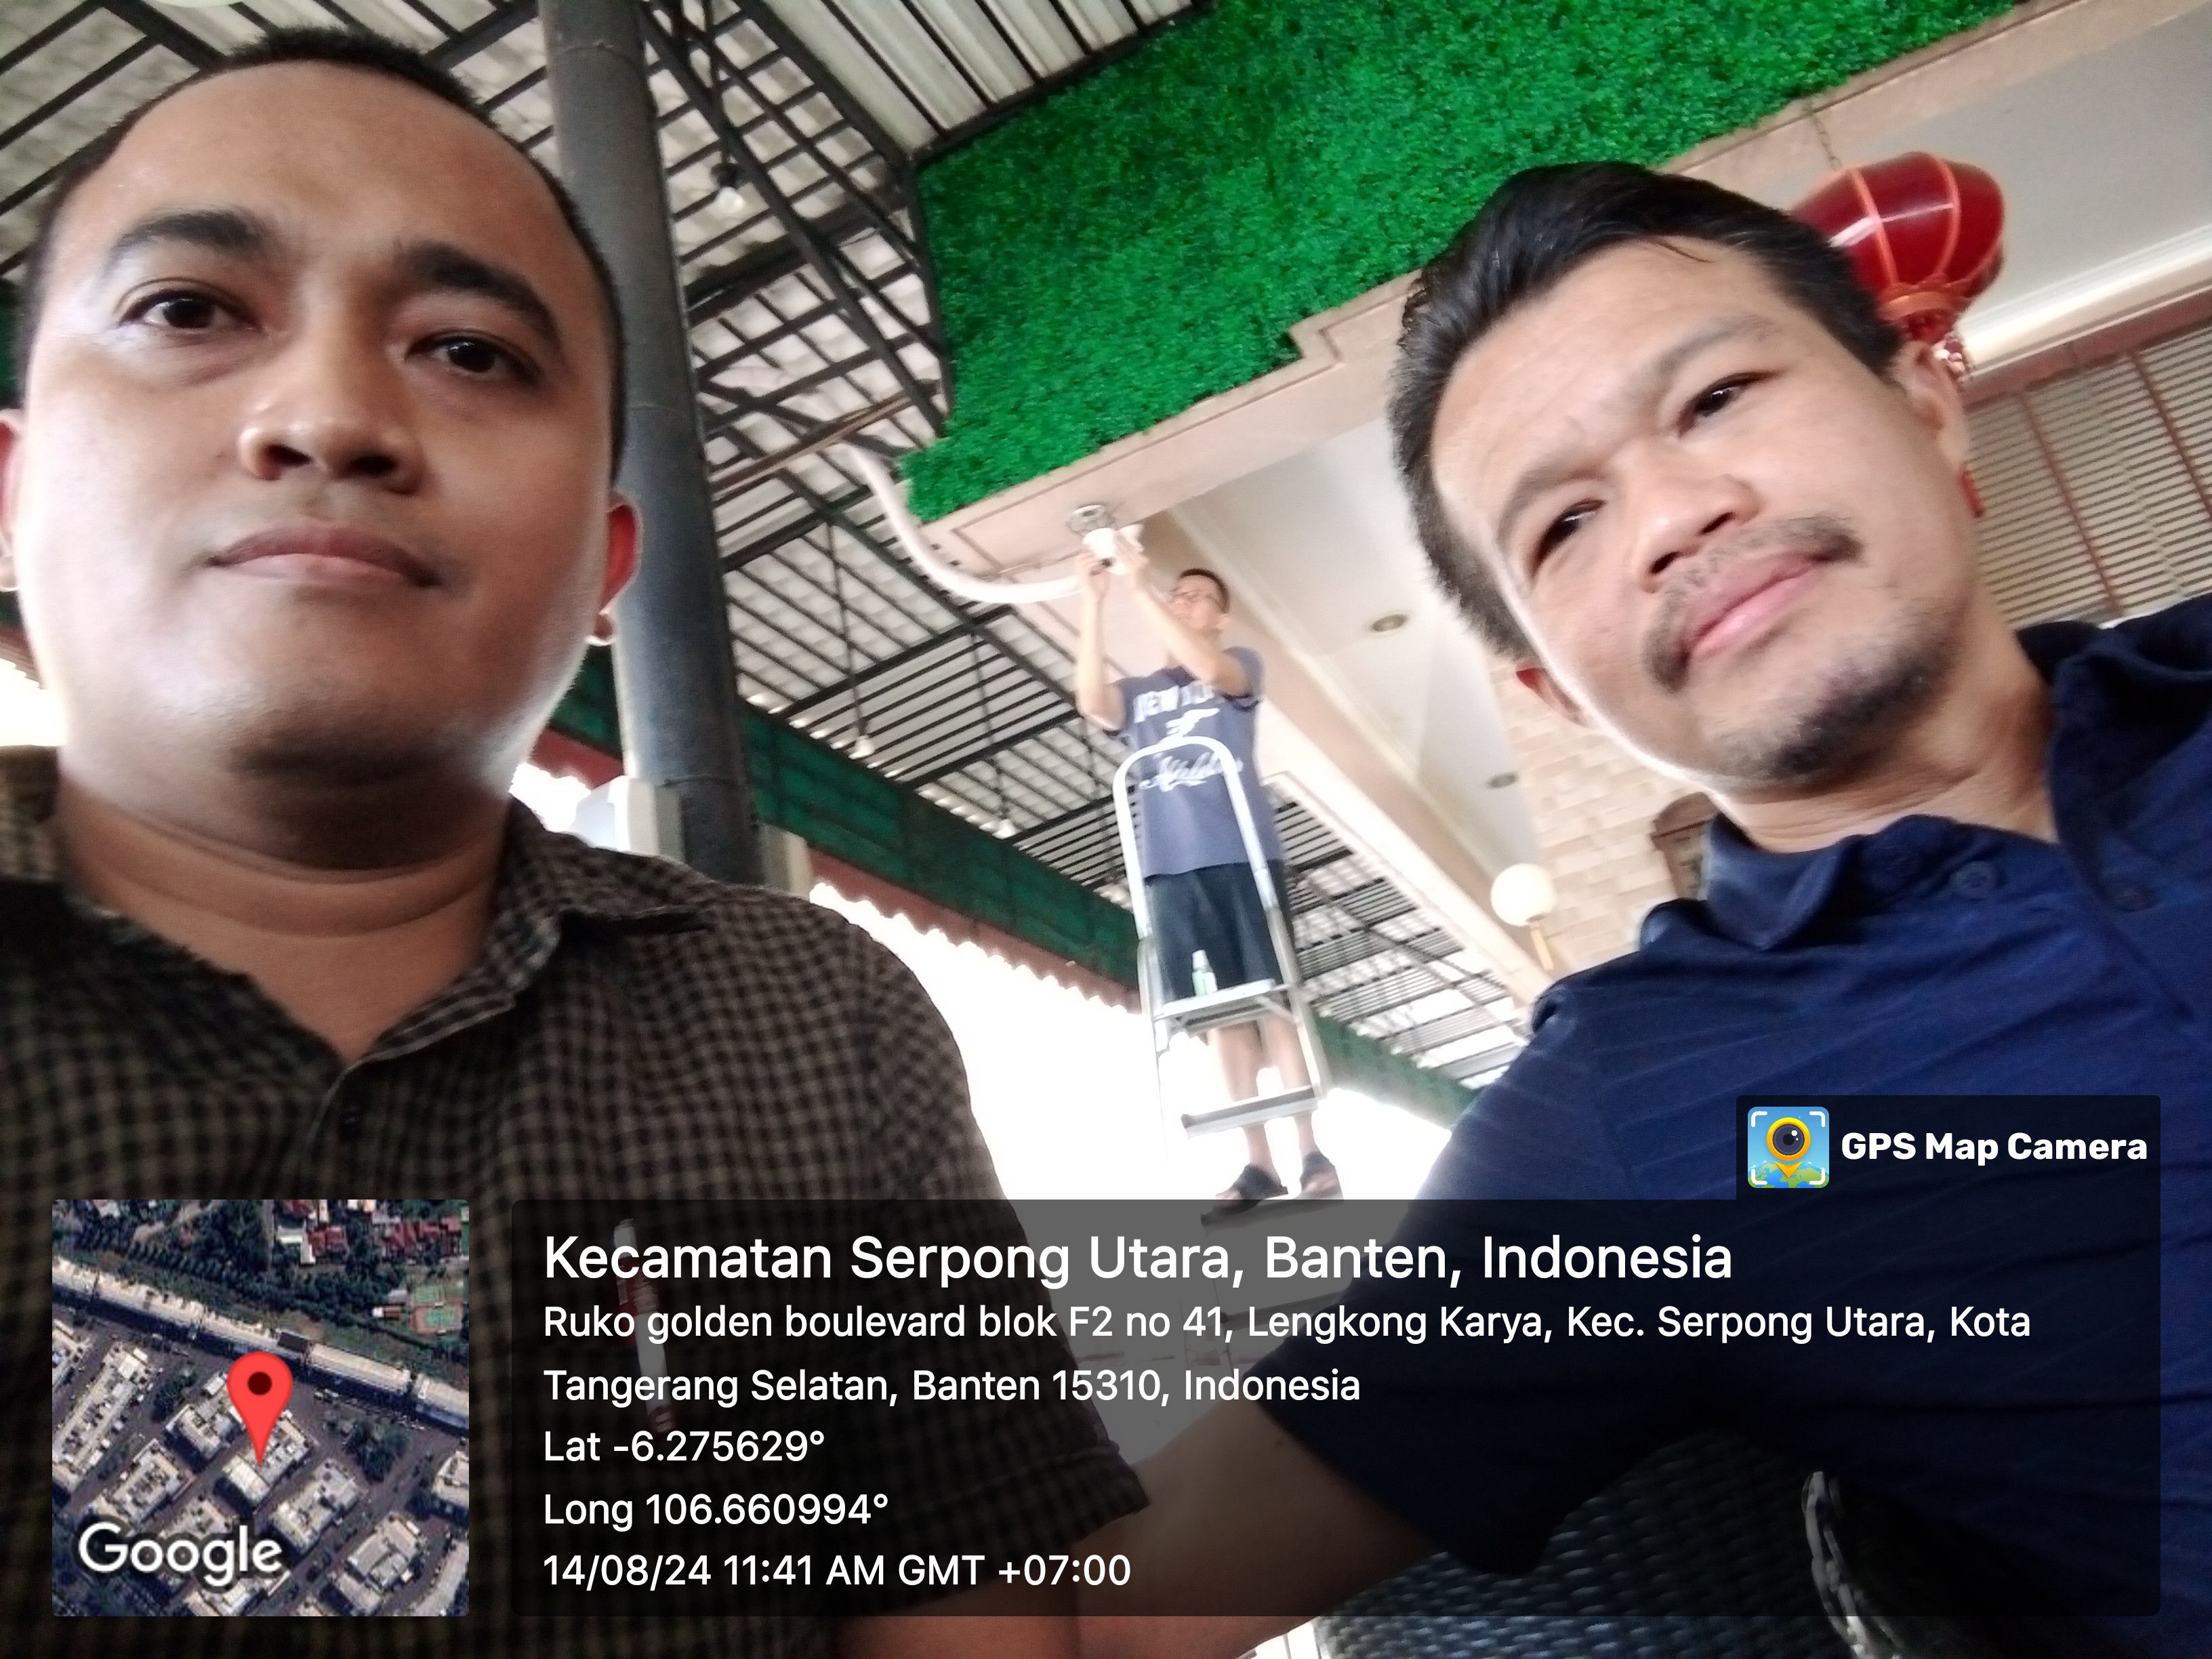 GPS Map Camera
Kecamatan Serpong Utara, Banten, Indonesia
Ruko golden boulevard blok F2 no 41, Lengkong Karya, Kec. Serpong Utara, Kota
Tangerang Selatan, Banten 15310, Indonesia
Lat -6.275629°
Long 106.660994°
14/08/24 11:41 AM GMT +07:00
Google